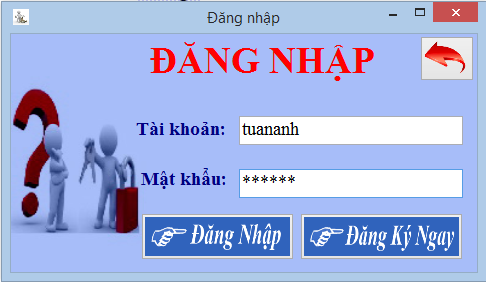 Đăng nhập
ĐĂNG NHẬP
Tài khoản: tuananh
Mật khẩu: ******
Đăng Nhập Đăng Ký Ngay